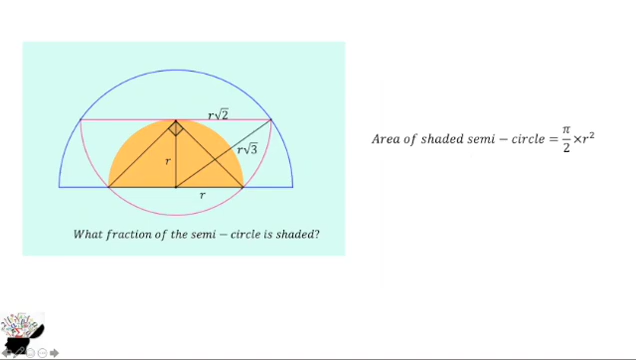 r√2
r√3
r
r
What fraction of the semi − circle is shaded?
Area of shaded semi − circle = π/2 ×r²